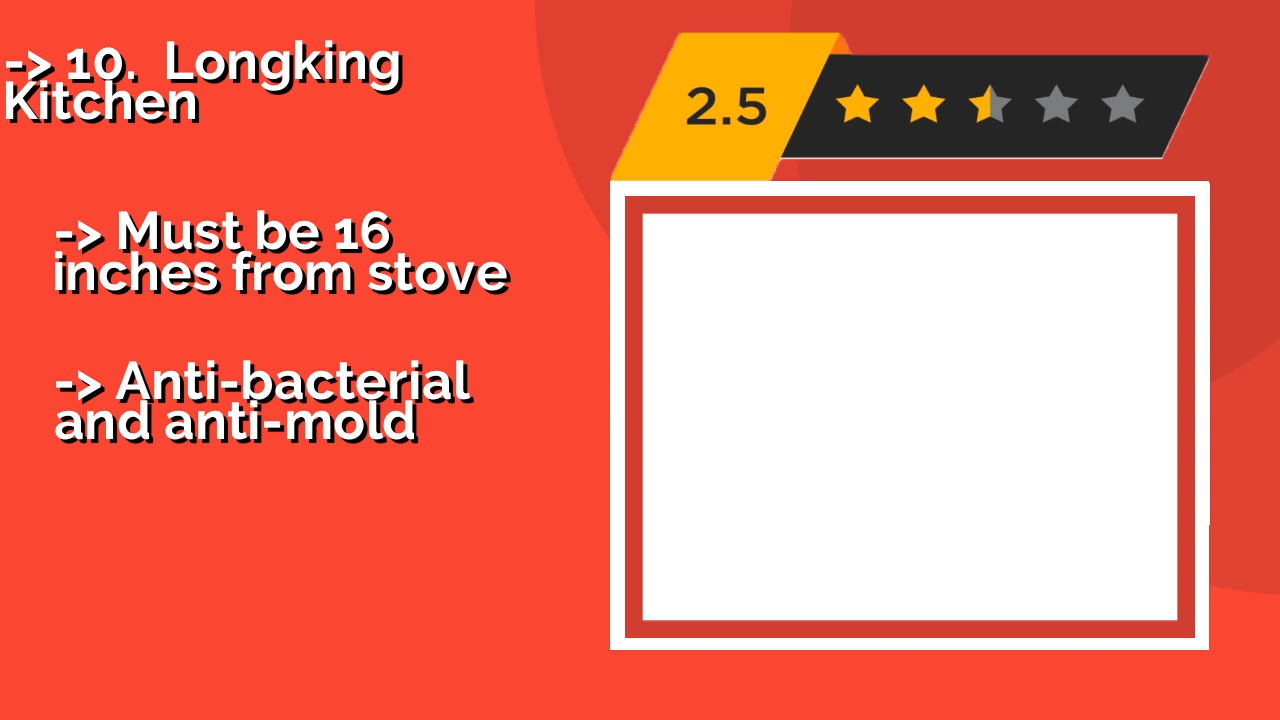 -> 10.  Longking
Kitchen
-> Must be 16
inches from stove
-> Anti-bacterial
and anti-mold
2.5